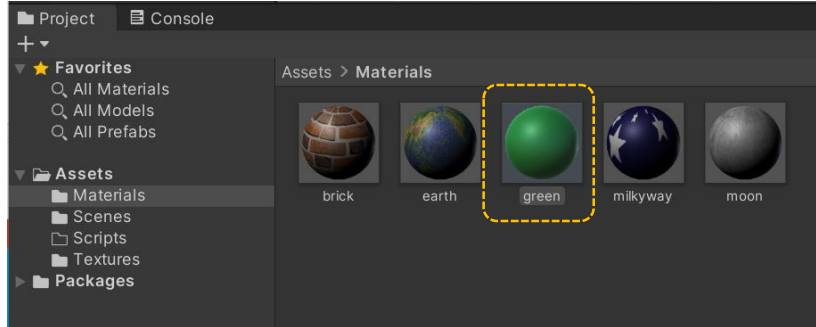 Project
Console
Favorites
All Materials
All Models
All Prefabs
Assets
Materials
Scenes
Scripts
Textures
Packages
Assets > Materials
brick
earth
green
milkyway
moon